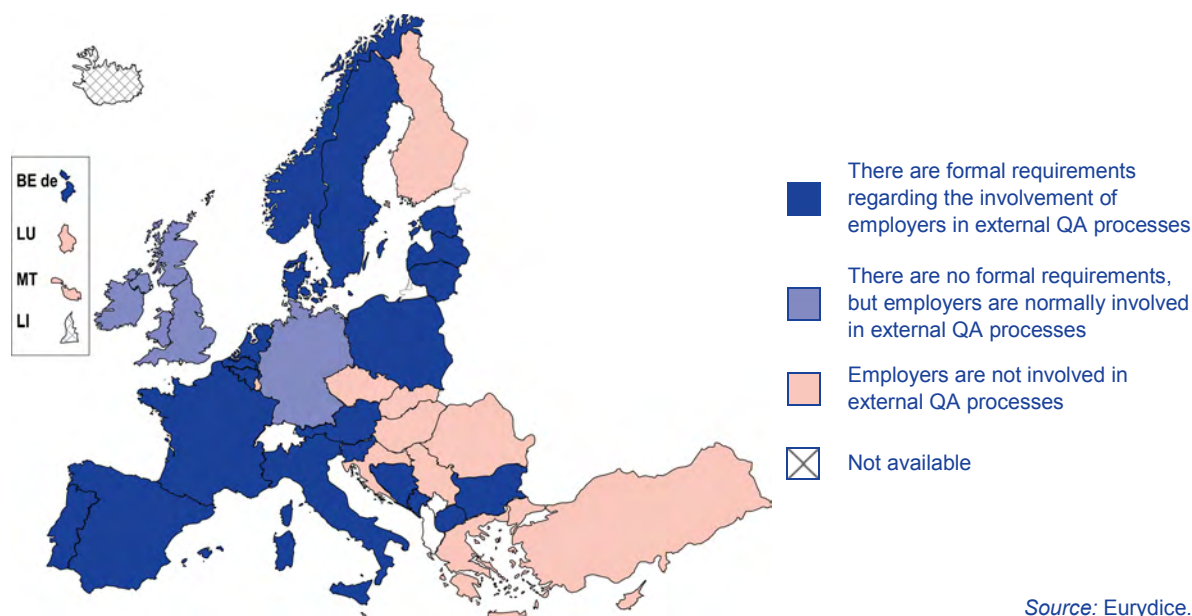 BE de
LU
MT
LI
There are formal requirements
regarding the involvement of
employers in external QA processes
There are no formal requirements,
but employers are normally involved
in external QA processes
Employers are not involved in
external QA processes
Not available
Source: Eurydice.